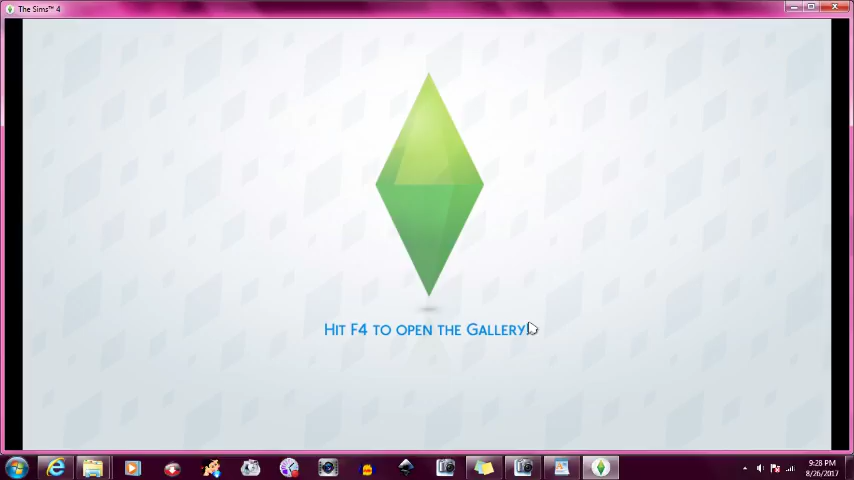 The Sims™ 4
Hit F4 to open the Gallery!
9:28 PM
8/26/2017